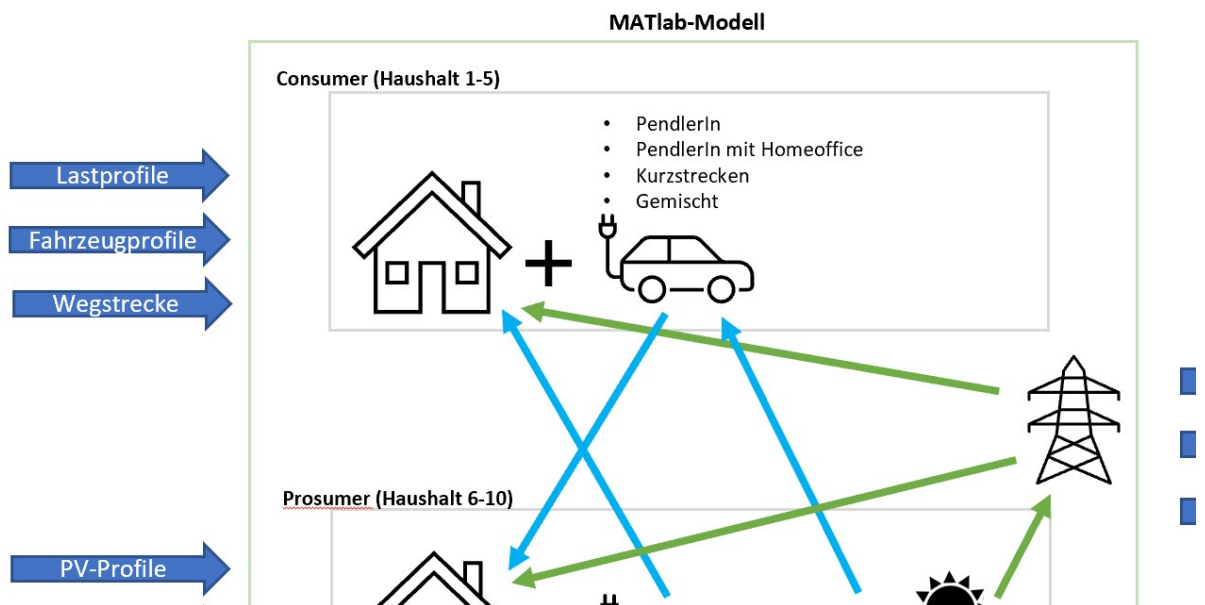 MATlab-Modell
Consumer (Haushalt 1-5)
• PendlerIn
• PendlerIn mit Homeoffice
• Kurzstrecken
• Gemischt
Lastprofile
Fahrzeugprofile
Wegstrecke
Prosumer (Haushalt 6-10)
PV-Profile